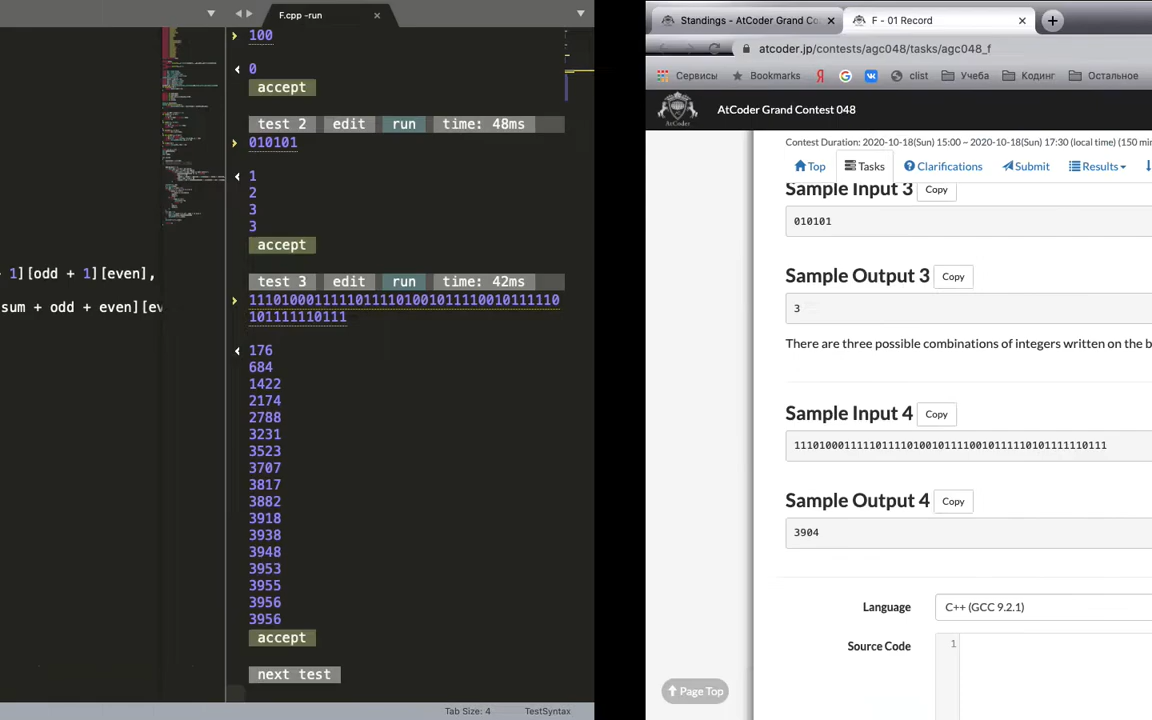 F.cpp -run
100
0
accept
test 2 edit run time: 48ms
010101
1
2
3
3
accept
+ 1][odd + 1][even],
test 3 edit run time: 42ms
sum + odd + even][ev
11101000111110111101001011110010111110
101111110111
176
684
1422
2174
2788
3231
3523
3707
3817
3882
3918
3938
3948
3953
3955
3956
3956
accept
next test
Tab Size: 4 TestSyntax
Standings - AtCoder Grand Co
F - 01 Record
atcoder.jp/contests/agc048/tasks/agc048_f
Сервисы Bookmarks Я G clist Учеба Кодинг Остальное
AtCoder Grand Contest 048
Contest Duration: 2020-10-18(Sun) 15:00 ~ 2020-10-18(Sun) 17:30 (local time) (150 min
Top Tasks Clarifications Submit Results
Sample Input 3 Copy
010101
Sample Output 3 Copy
3
There are three possible combinations of integers written on the b
Sample Input 4 Copy
11101000111110111101001011110010111110101111110111
Sample Output 4 Copy
3904
Language C++ (GCC 9.2.1)
Source Code 1
Page Top